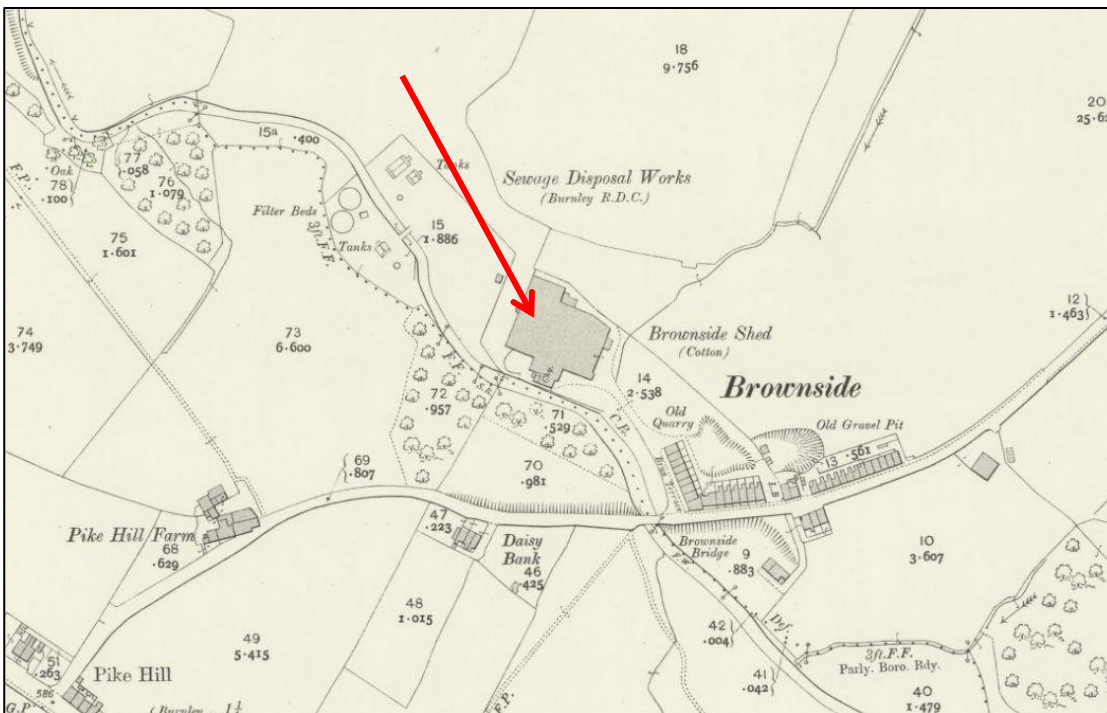 18
9·756
20
15a
·400
Tanks
77
·058
76
1·079
Oak
78
·100
F.P.
Sewage Disposal Works
(Burnley R.D.C.)
Filter Beds
3ft.F.F.
Tanks
15
1·886
75
1·601
12
1·463
74
3·749
73
6·600
Brownside Shed
(Cotton)
F.F.
14
2·538
Brownside
72
·957
S.B.
71
·529
C.R.
Old
Quarry
Old Gravel Pit
13
·561
69
·807
70
·981
Brun Terrace
Pike Hill Farm
68
·629
47
·223
Daisy
Bank
46
·425
Brownside
Bridge
9
·883
10
3·607
F.W.
48
1·015
42
·004
Def.
49
5·415
51
·263
Pike Hill
3ft.F.F.
Parly. Boro. Bdy.
41
·042
40
1·479
586
G.P
(Burnley
F.P.